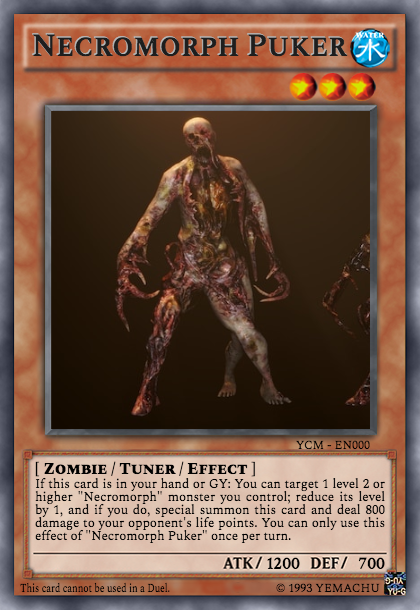 NECROMORPH PUKER
WATER
水
YCM - EN000
[ ZOMBIE / TUNER / EFFECT ]
If this card is in your hand or GY: You can target 1 level 2 or
higher "Necromorph" monster you control; reduce its level
by 1, and if you do, special summon this card and deal 800
damage to your opponent's life points. You can only use this
effect of "Necromorph Puker" once per turn.
ATK/ 1200 DEF/ 700
This card cannot be used in a Duel.
© 1993 YEMACHU